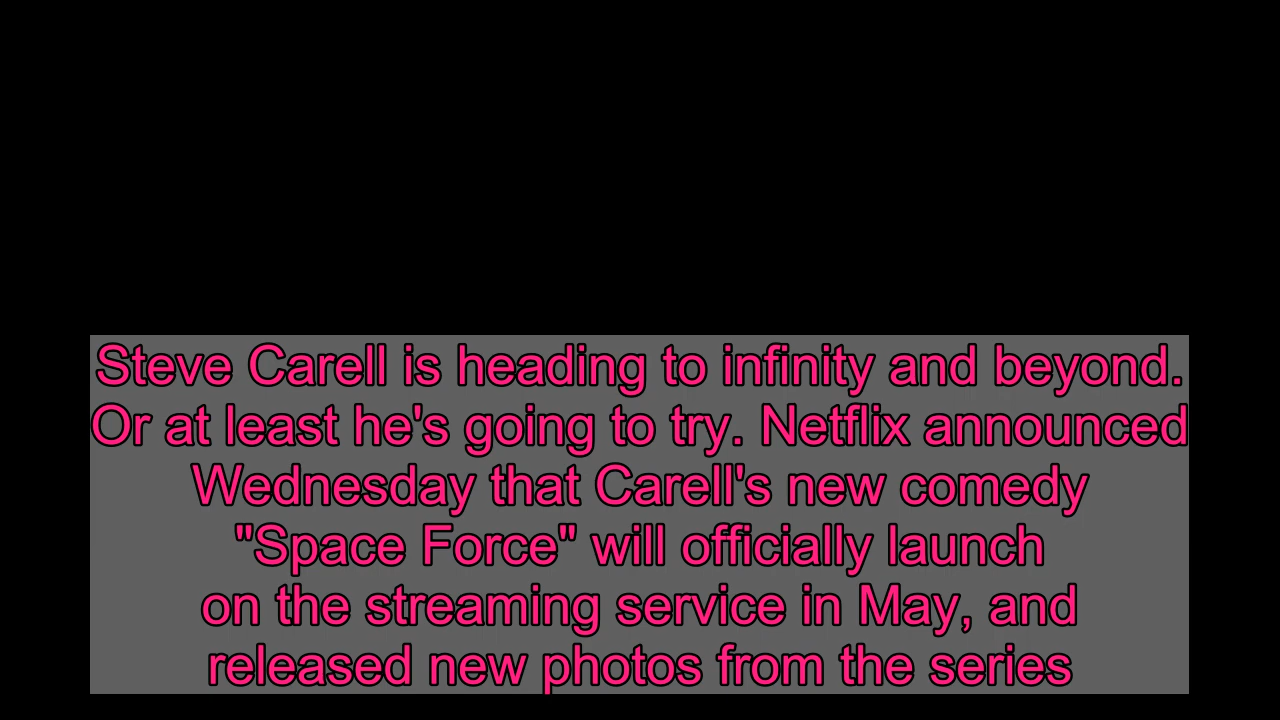 Steve Carell is heading to infinity and beyond.
Or at least he's going to try. Netflix announced
Wednesday that Carell's new comedy
"Space Force" will officially launch
on the streaming service in May, and
released new photos from the series